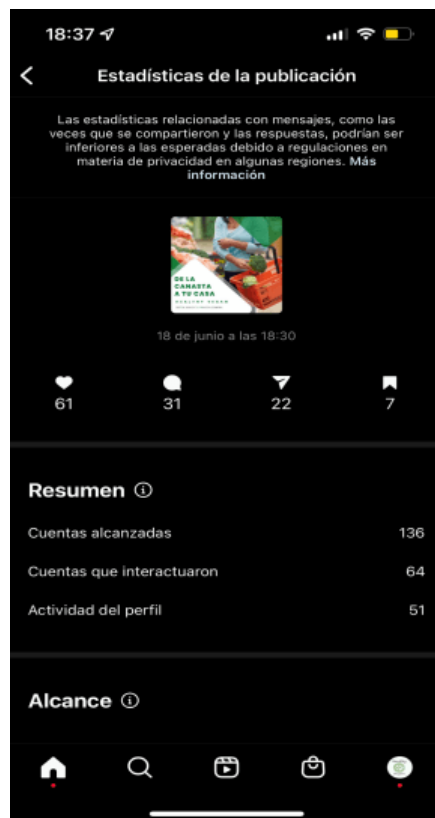 18:37
Estadísticas de la publicación
Las estadísticas relacionadas con mensajes, como las
veces que se compartieron y las respuestas, podrían ser
inferiores a las esperadas debido a regulaciones en
materia de privacidad en algunas regiones. Más
información
DE LA
CANASTA
A TU CASA
18 de junio a las 18:30
61 31 22 7
Resumen
Cuentas alcanzadas 136
Cuentas que interactuaron 64
Actividad del perfil 51
Alcance